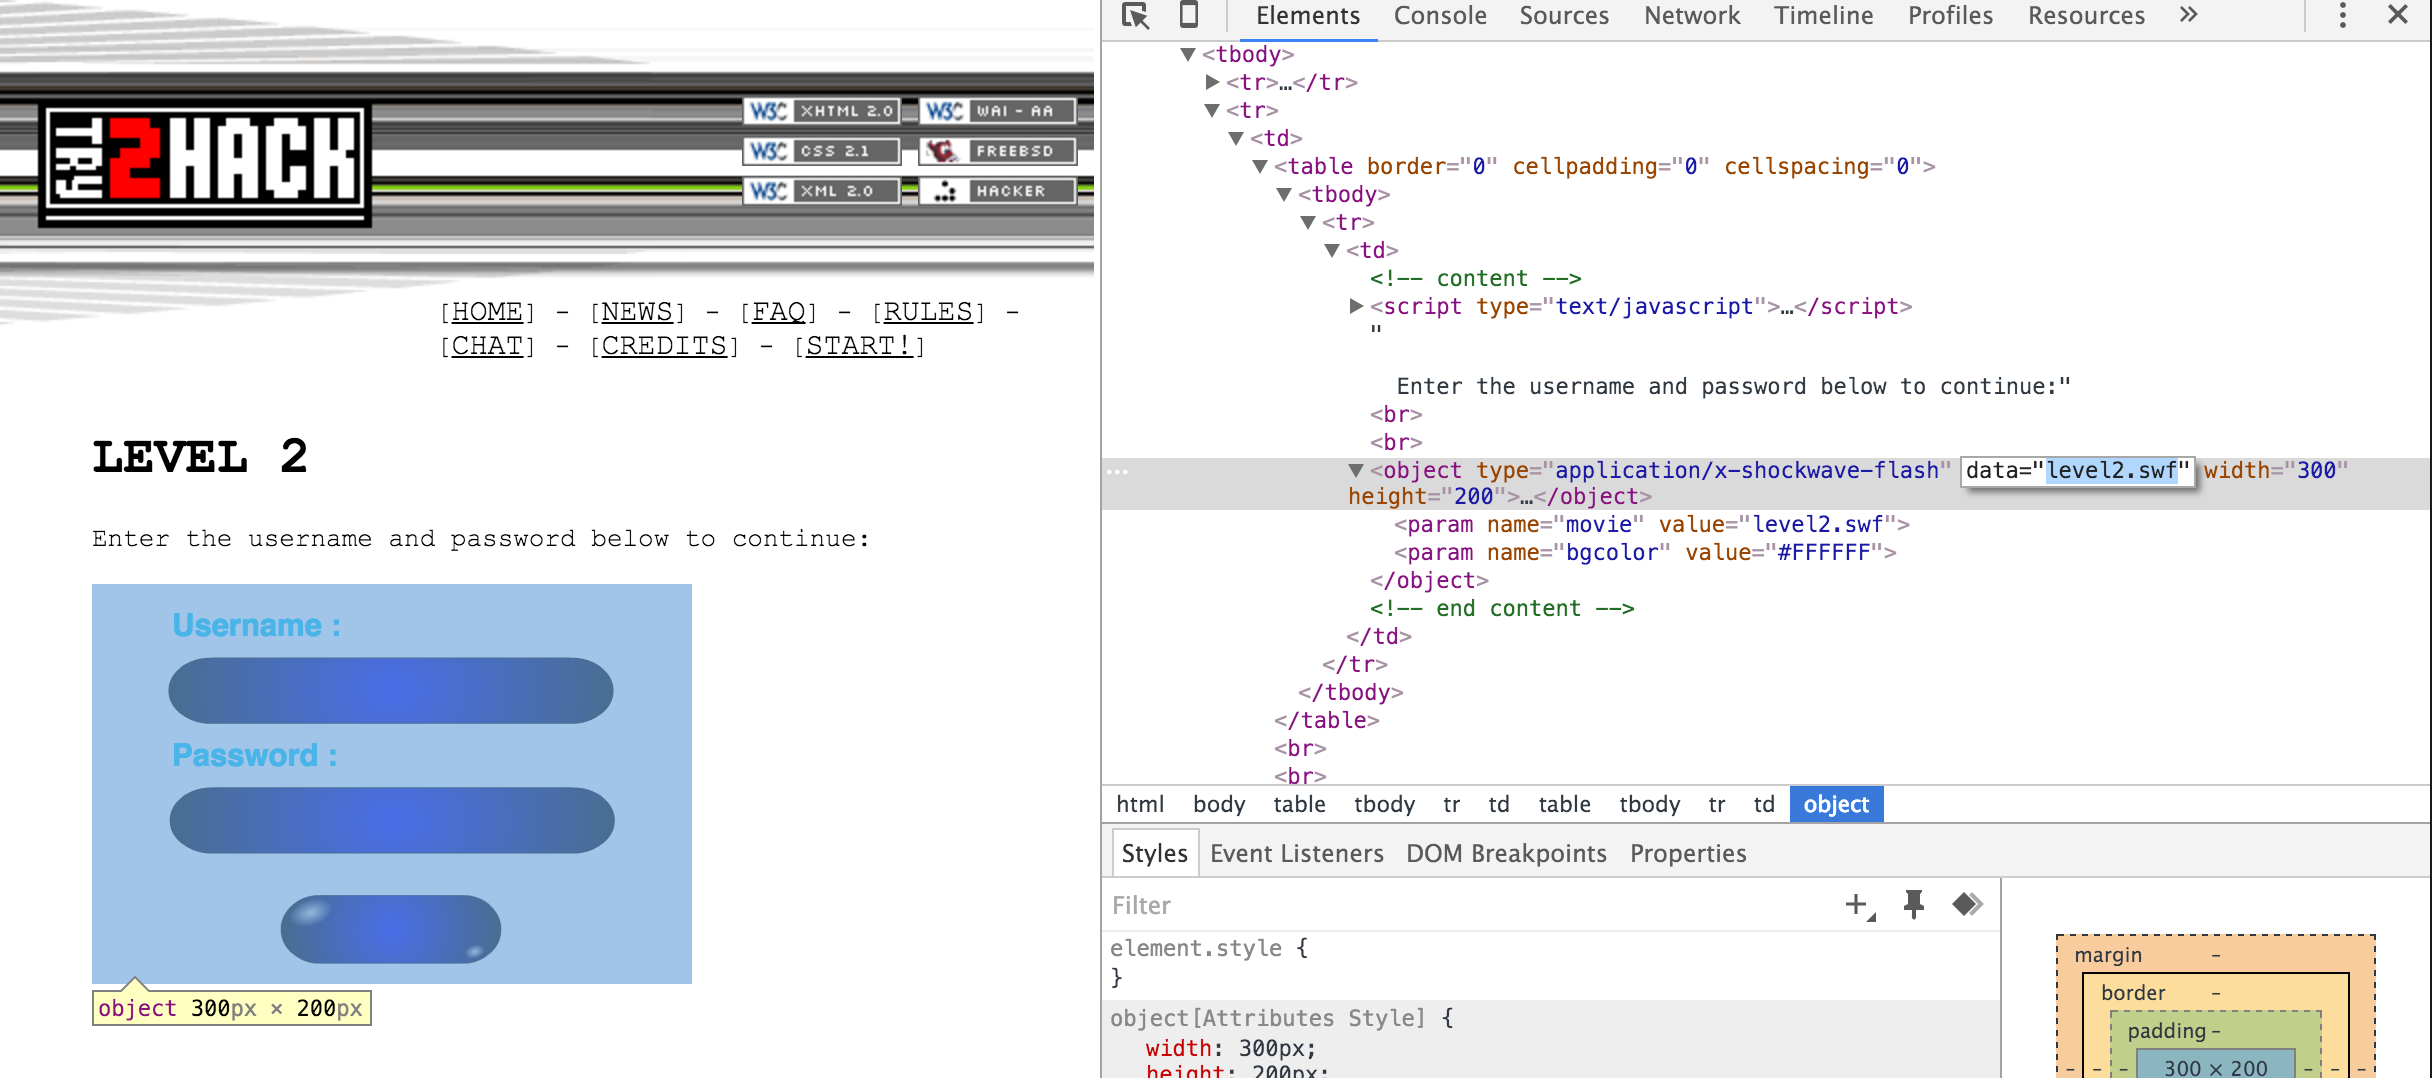 TRY 2HACK
W3C XHTML 2.0
W3C WAI - AA
W3C CSS 2.1
FREEBSD
W3C XML 2.0
HACKER
[HOME] - [NEWS] - [FAQ] - [RULES] -
[CHAT] - [CREDITS] - [START!]
LEVEL 2
Enter the username and password below to continue:
Username :
Password :
object 300px × 200px
Elements Console Sources Network Timeline Profiles Resources »
<tbody>
<tr>…</tr>
<tr>
<td>
<table border="0" cellpadding="0" cellspacing="0">
<tbody>
<tr>
<td>
<!-- content -->
<script type="text/javascript">…</script>
"
Enter the username and password below to continue:"
<br>
<br>
<object type="application/x-shockwave-flash" data="level2.swf" width="300"
height="200">…</object>
<param name="movie" value="level2.swf">
<param name="bgcolor" value="#FFFFFF">
</object>
<!-- end content -->
</td>
</tr>
</tbody>
</table>
<br>
<br>
html body table tbody tr td table tbody tr td object
Styles Event Listeners DOM Breakpoints Properties
Filter
element.style {
}
object[Attributes Style] {
width: 300px;
height: 200px;
margin -
border -
padding -
- - - 300 × 200 - - -